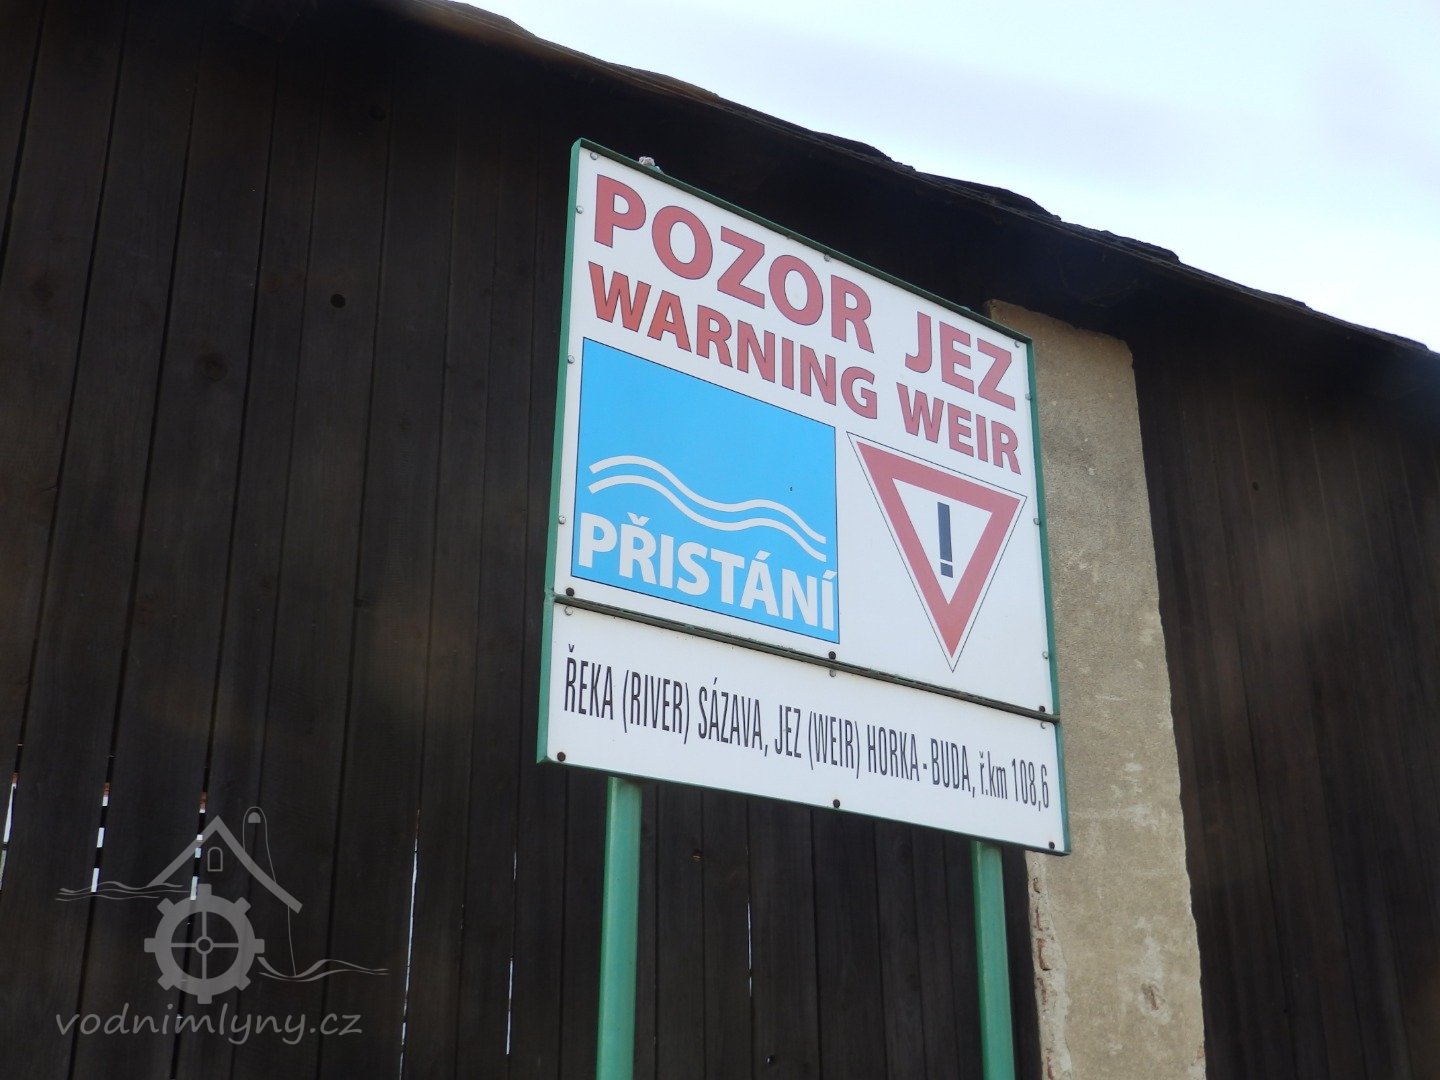 POZOR JEZ
WARNING WEIR
PŘISTÁNÍ
!
ŘEKA (RIVER) SÁZAVA, JEZ (WEIR) HORKA - BUDA, ř.km 108,6
vodnimlyny.cz